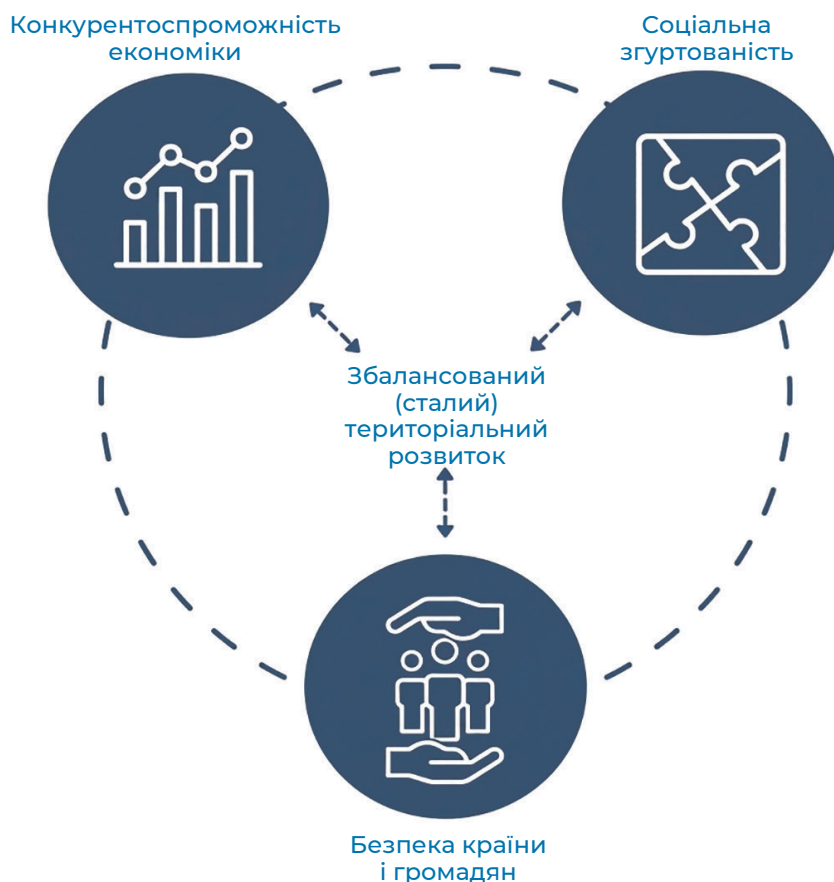 Конкурентоспроможність
економіки
Соціальна
згуртованість
Збалансований
(сталий)
територіальний
розвиток
Безпека країни
і громадян